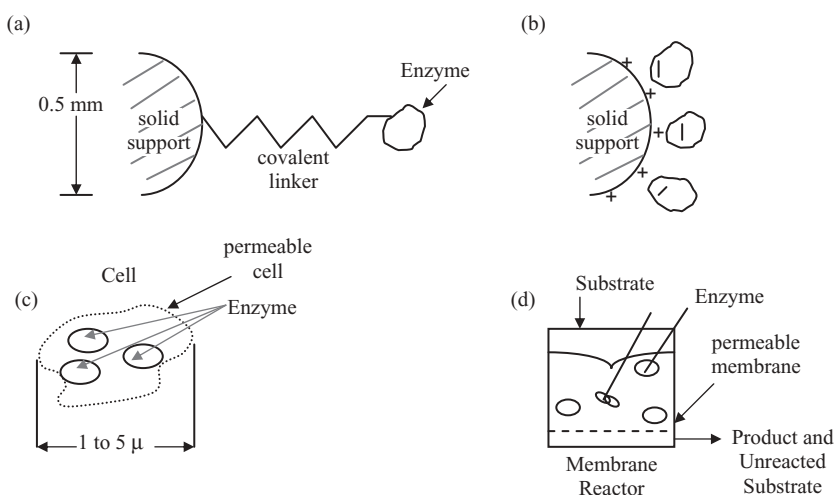 (a)
Enzyme
0.5 mm
solid
support
covalent
linker
(b)
+
+
solid
support
+
+
+
(c)
Cell
permeable
cell
Enzyme
1 to 5 μ
(d)
Substrate
Enzyme
permeable
membrane
Membrane
Reactor
Product and
Unreacted
Substrate